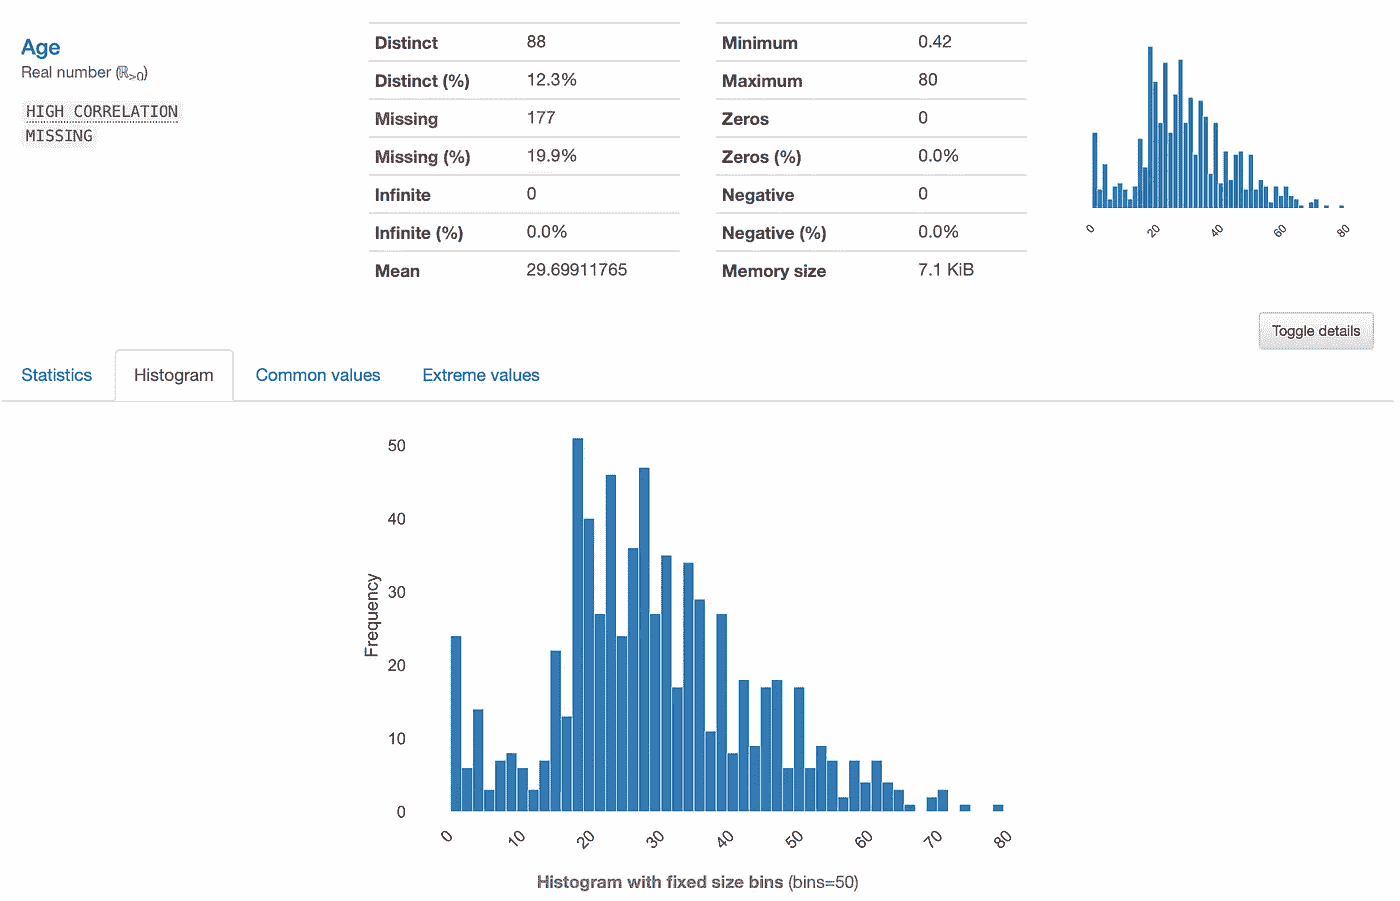 Age
Real number (ℝ>0)
HIGH CORRELATION
MISSING
Distinct 88
Distinct (%) 12.3%
Missing 177
Missing (%) 19.9%
Infinite 0
Infinite (%) 0.0%
Mean 29.69911765
Minimum 0.42
Maximum 80
Zeros 0
Zeros (%) 0.0%
Negative 0
Negative (%) 0.0%
Memory size 7.1 KiB
0 20 40 60 80
Toggle details
Statistics Histogram Common values Extreme values
Frequency
50
40
30
20
10
0
0 10 20 30 40 50 60 70 80
Histogram with fixed size bins (bins=50)